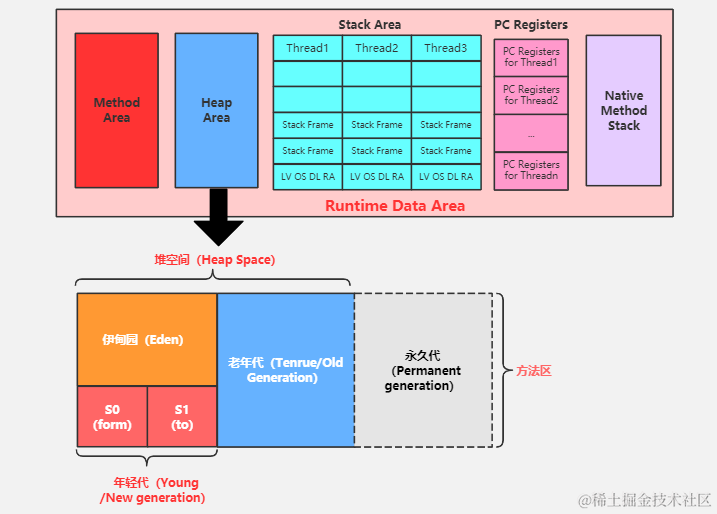 Stack Area
PC Registers
Method
Area
Heap
Area
Thread1
Thread2
Thread3
Stack Frame
Stack Frame
Stack Frame
Stack Frame
Stack Frame
Stack Frame
LV OS DL RA
LV OS DL RA
LV OS DL RA
PC Registers
for Thread1
PC Registers
for Thread2
...
PC Registers
for Threadn
Native
Method
Stack
Runtime Data Area
堆空间（Heap Space）
伊甸园（Eden）
S0
(form)
S1
(to)
老年代（Tenrue/Old
Generation）
永久代
（Permanent
generation）
方法区
年轻代（Young
/New generation）
@稀土掘金技术社区